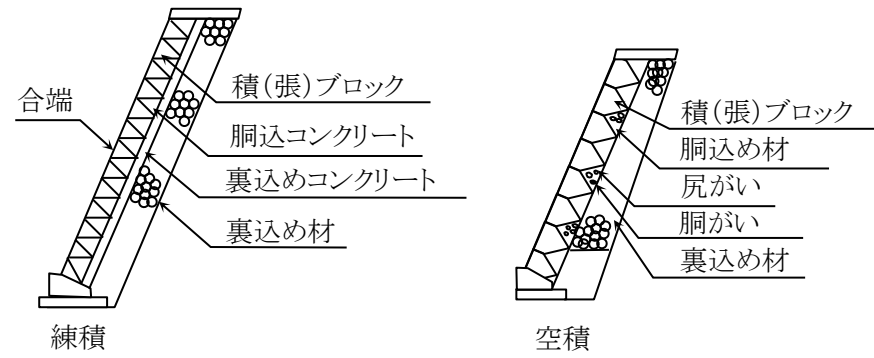 合端
積(張)ブロック
胴込コンクリート
裏込めコンクリート
裏込め材
練積
積(張)ブロック
胴込め材
尻がい
胴がい
裏込め材
空積